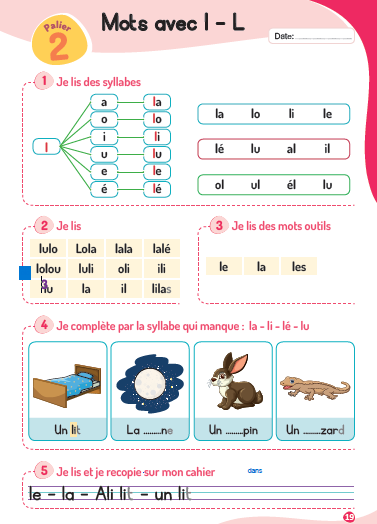 Palier
2
Mots avec l - L
Date:
1 Je lis des syllabes
l
a la
o lo
i li
u lu
e le
é lé
la lo li le
lé lu al il
ol ul él lu
2 Je lis
lulo Lola lala lalé
lolou luli oli ili
la il lilas
3
3 Je lis des mots outils
le la les
4 Je complète par la syllabe qui manque : la - li - lé - lu
Un lit
La .........ne
Un .........pin
Un .........zard
5 Je lis et je recopie sur mon cahier
dans
le - la - Ali lit - un lit
19